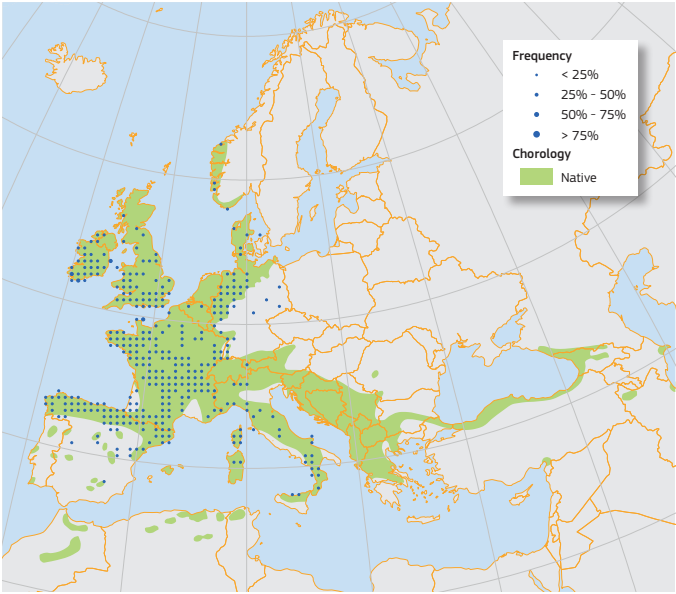 Frequency
< 25%
25% - 50%
50% - 75%
> 75%
Chorology
Native